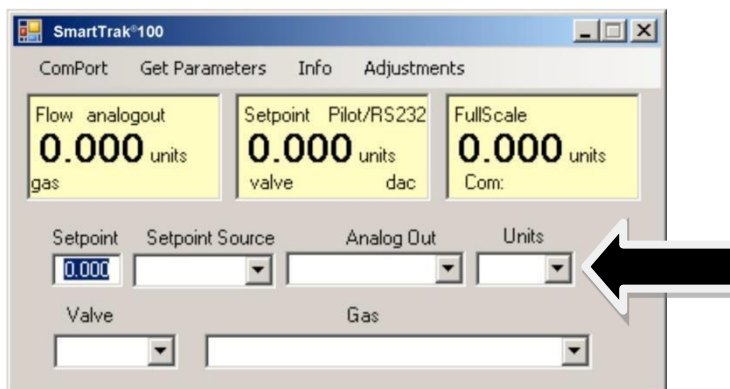 SmartTrak®100
ComPort Get Parameters Info Adjustments
Flow analogout
0.000 units
gas
Setpoint Pilot/RS232
0.000 units
valve dac
FullScale
0.000 units
Com:
Setpoint Setpoint Source Analog Out Units
0.000
Valve Gas